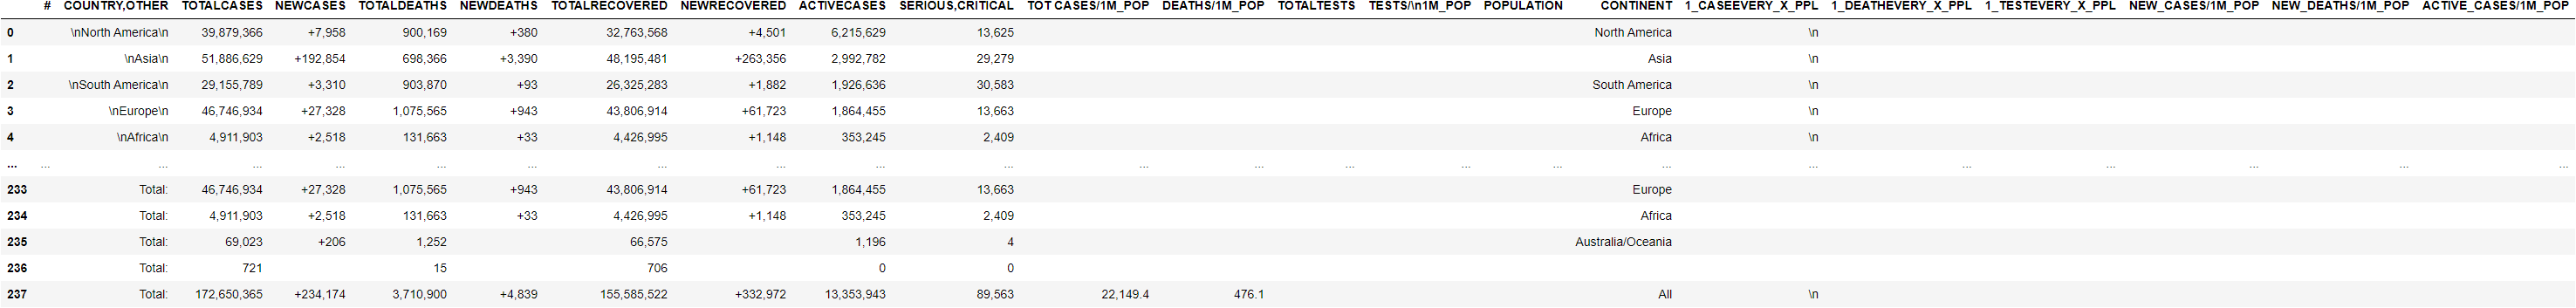 # COUNTRY,OTHER TOTALCASES NEWCASES TOTALDEATHS NEWDEATHS TOTALRECOVERED NEWRECOVERED ACTIVECASES SERIOUS,CRITICAL TOT CASES/1M_POP DEATHS/1M_POP TOTALTESTS TESTS/\n1M_POP POPULATION CONTINENT 1_CASEEVERY_X_PPL 1_DEATHEVERY_X_PPL 1_TESTEVERY_X_PPL NEW_CASES/1M_POP NEW_DEATHS/1M_POP ACTIVE_CASES/1M_POP
0 \nNorth America\n 39,879,366 +7,958 900,169 +380 32,763,568 +4,501 6,215,629 13,625 North America \n
1 \nAsia\n 51,886,629 +192,854 698,366 +3,390 48,195,481 +263,356 2,992,782 29,279 Asia \n
2 \nSouth America\n 29,155,789 +3,310 903,870 +93 26,325,283 +1,882 1,926,636 30,583 South America \n
3 \nEurope\n 46,746,934 +27,328 1,075,565 +943 43,806,914 +61,723 1,864,455 13,663 Europe \n
4 \nAfrica\n 4,911,903 +2,518 131,663 +33 4,426,995 +1,148 353,245 2,409 Africa \n
... ... ... ... ... ... ... ... ... ... ... ... ... ... ... ... ... ... ... ... ... ... ...
233 Total: 46,746,934 +27,328 1,075,565 +943 43,806,914 +61,723 1,864,455 13,663 Europe
234 Total: 4,911,903 +2,518 131,663 +33 4,426,995 +1,148 353,245 2,409 Africa
235 Total: 69,023 +206 1,252 66,575 1,196 4 Australia/Oceania
236 Total: 721 15 706 0 0
237 Total: 172,650,365 +234,174 3,710,900 +4,839 155,585,522 +332,972 13,353,943 89,563 22,149.4 476.1 All \n